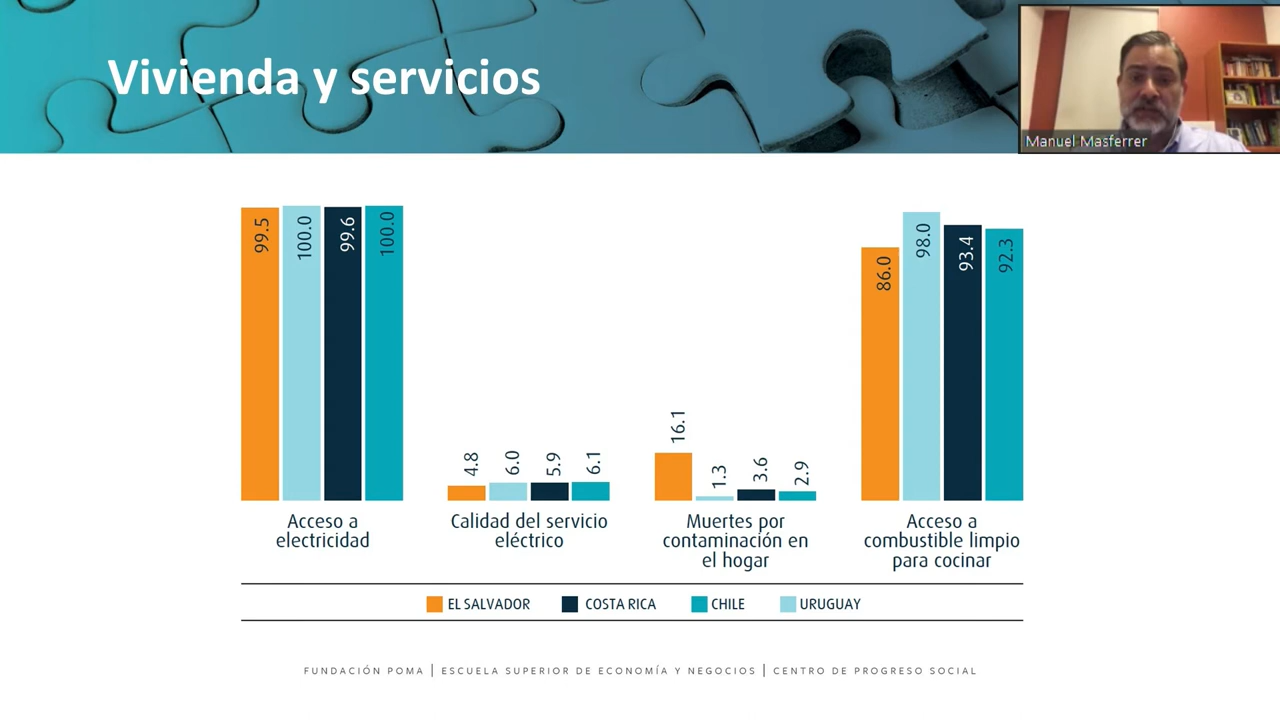 Vivienda y servicios
Manuel Masferrer
99.5
100.0
99.6
100.0
4.8
6.0
5.9
6.1
16.1
1.3
3.6
2.9
86.0
98.0
93.4
92.3
Acceso a
electricidad
Calidad del servicio
eléctrico
Muertes por
contaminación en
el hogar
Acceso a
combustible limpio
para cocinar
EL SALVADOR COSTA RICA CHILE URUGUAY
FUNDACIÓN POMA | ESCUELA SUPERIOR DE ECONOMÍA Y NEGOCIOS | CENTRO DE PROGRESO SOCIAL